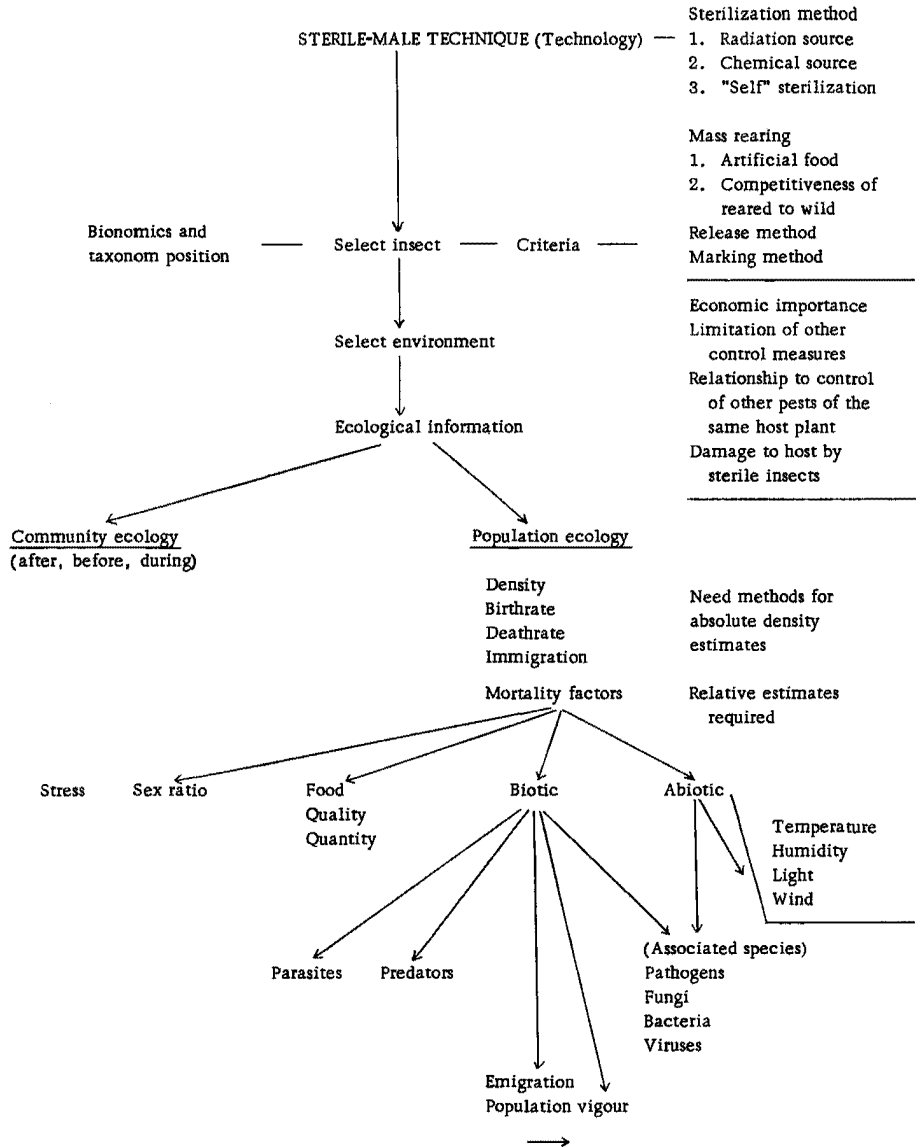 STERILE-MALE TECHNIQUE (Technology)
Sterilization method
1. Radiation source
2. Chemical source
3. "Self" sterilization
Mass rearing
1. Artificial food
2. Competitiveness of
reared to wild
Release method
Marking method
Bionomics and
taxonom position
Select insect
Criteria
Economic importance
Limitation of other
control measures
Relationship to control
of other pests of the
same host plant
Damage to host by
sterile insects
Select environment
Ecological information
Community ecology
(after, before, during)
Population ecology
Density
Birthrate
Deathrate
Immigration
Need methods for
absolute density
estimates
Mortality factors
Relative estimates
required
Stress
Sex ratio
Food
Quality
Quantity
Biotic
Abiotic
Temperature
Humidity
Light
Wind
Parasites
Predators
(Associated species)
Pathogens
Fungi
Bacteria
Viruses
Emigration
Population vigour